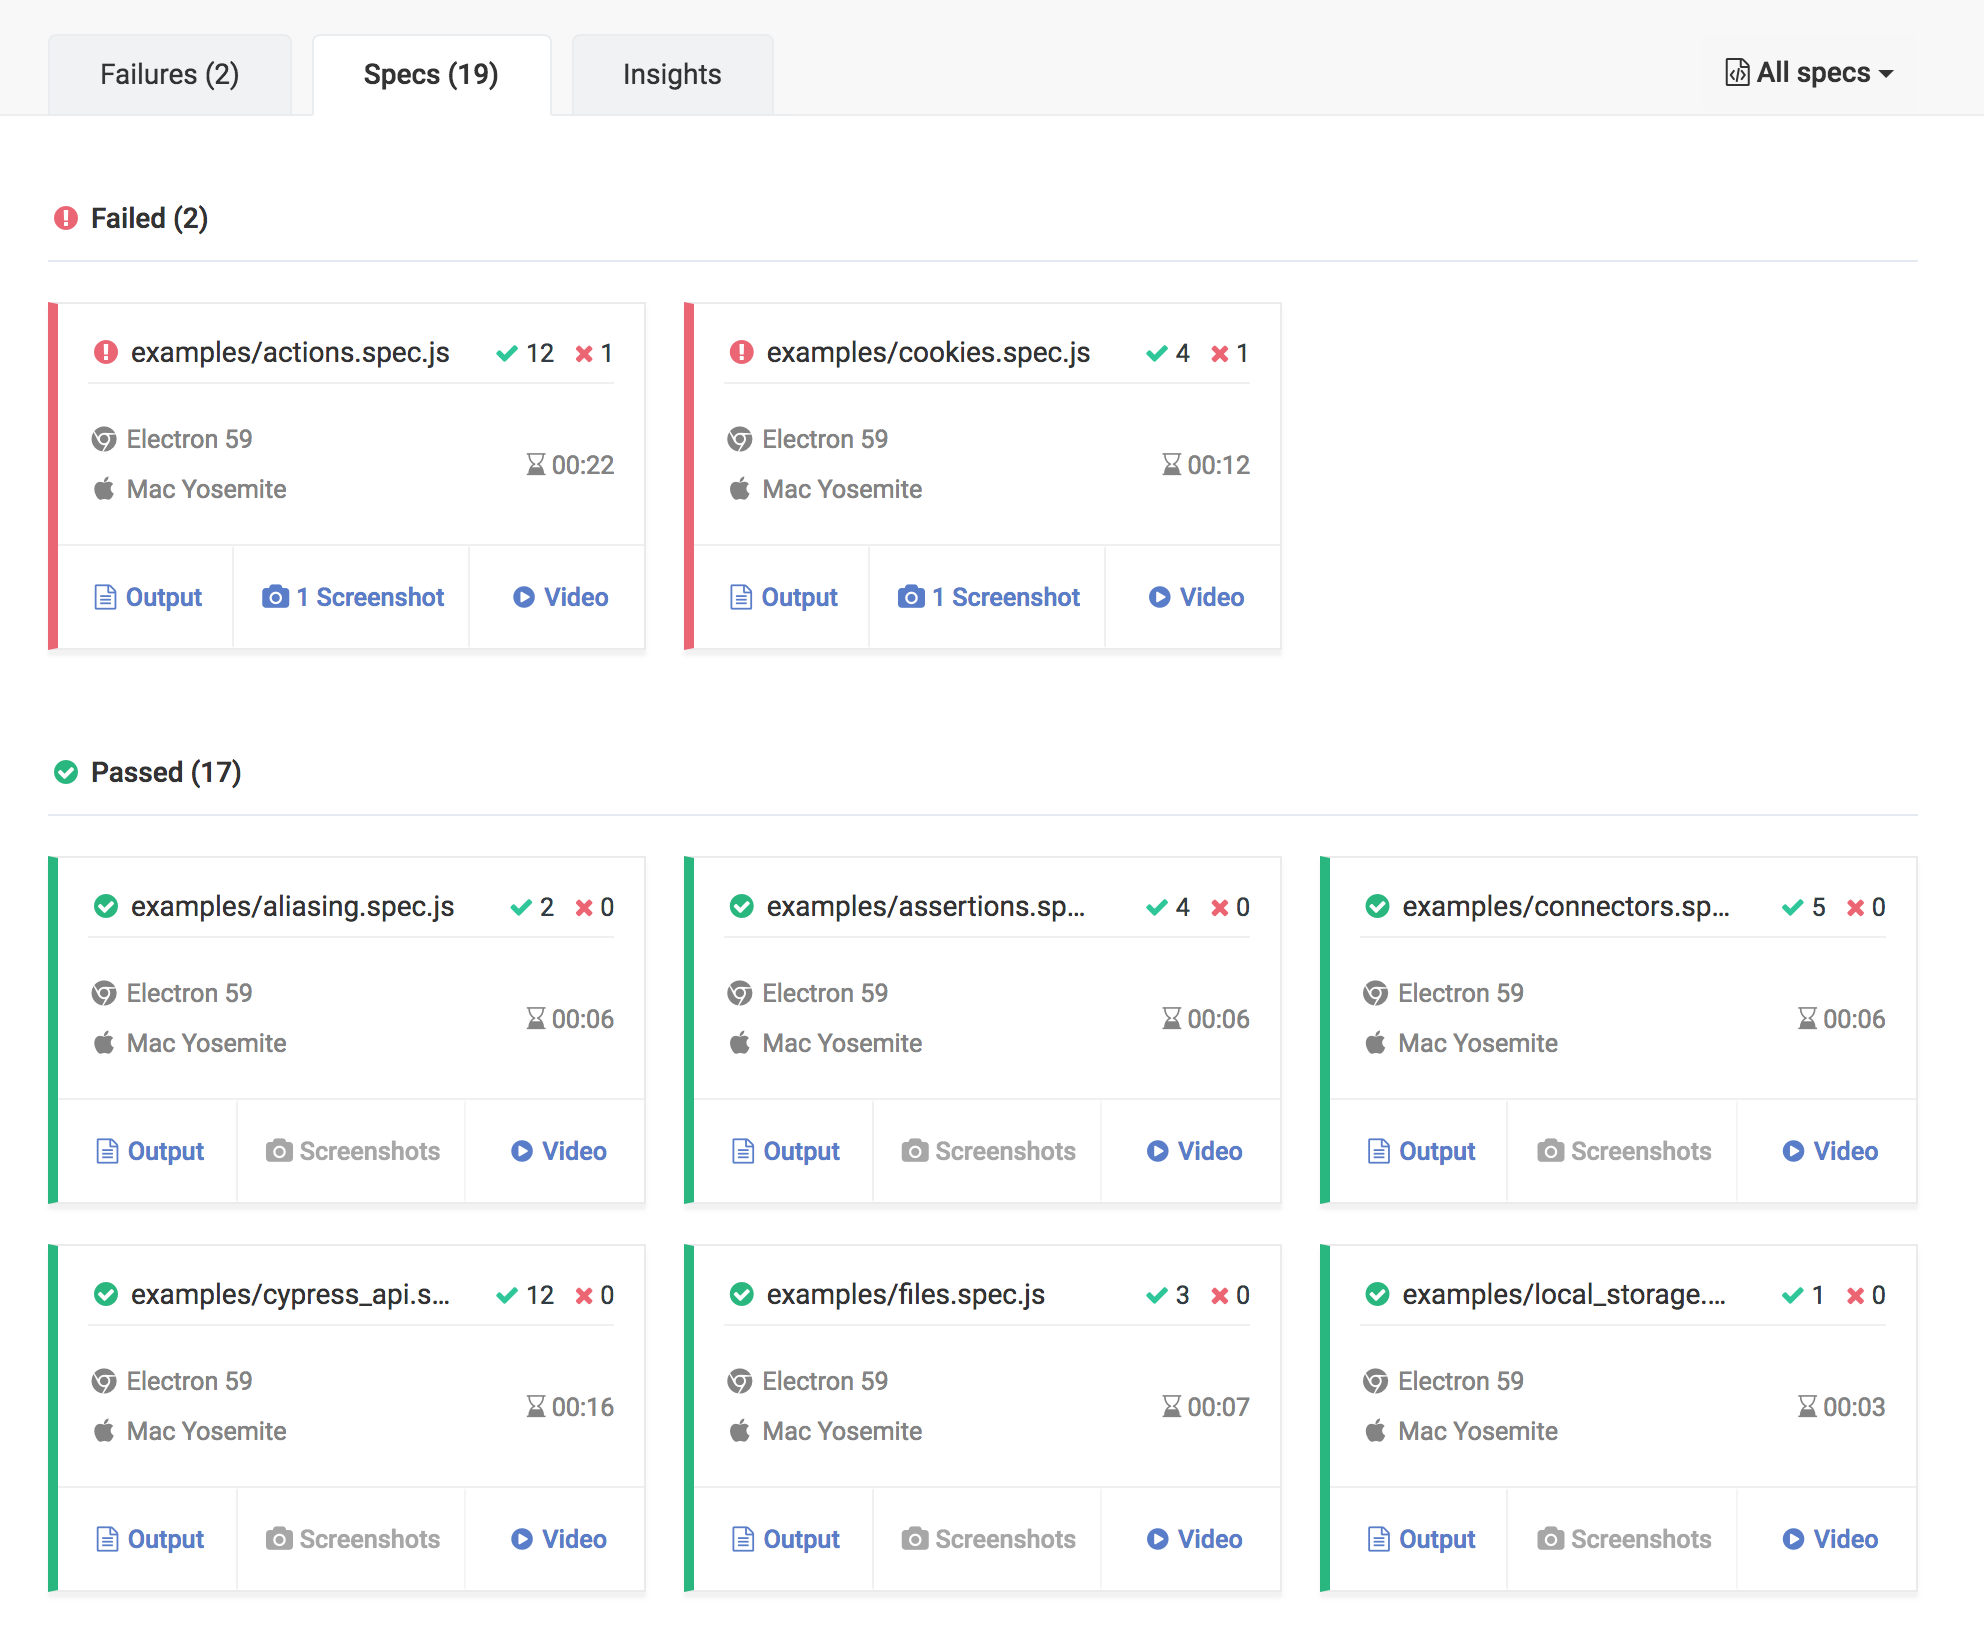 Failures (2) Specs (19) Insights All specs
Failed (2)
examples/actions.spec.js 12 1
Electron 59
00:22
Mac Yosemite
Output 1 Screenshot Video
examples/cookies.spec.js 4 1
Electron 59
00:12
Mac Yosemite
Output 1 Screenshot Video
Passed (17)
examples/aliasing.spec.js 2 0
Electron 59
00:06
Mac Yosemite
Output Screenshots Video
examples/assertions.sp... 4 0
Electron 59
00:06
Mac Yosemite
Output Screenshots Video
examples/connectors.sp... 5 0
Electron 59
00:06
Mac Yosemite
Output Screenshots Video
examples/cypress_api.s... 12 0
Electron 59
00:16
Mac Yosemite
Output Screenshots Video
examples/files.spec.js 3 0
Electron 59
00:07
Mac Yosemite
Output Screenshots Video
examples/local_storage.... 1 0
Electron 59
00:03
Mac Yosemite
Output Screenshots Video